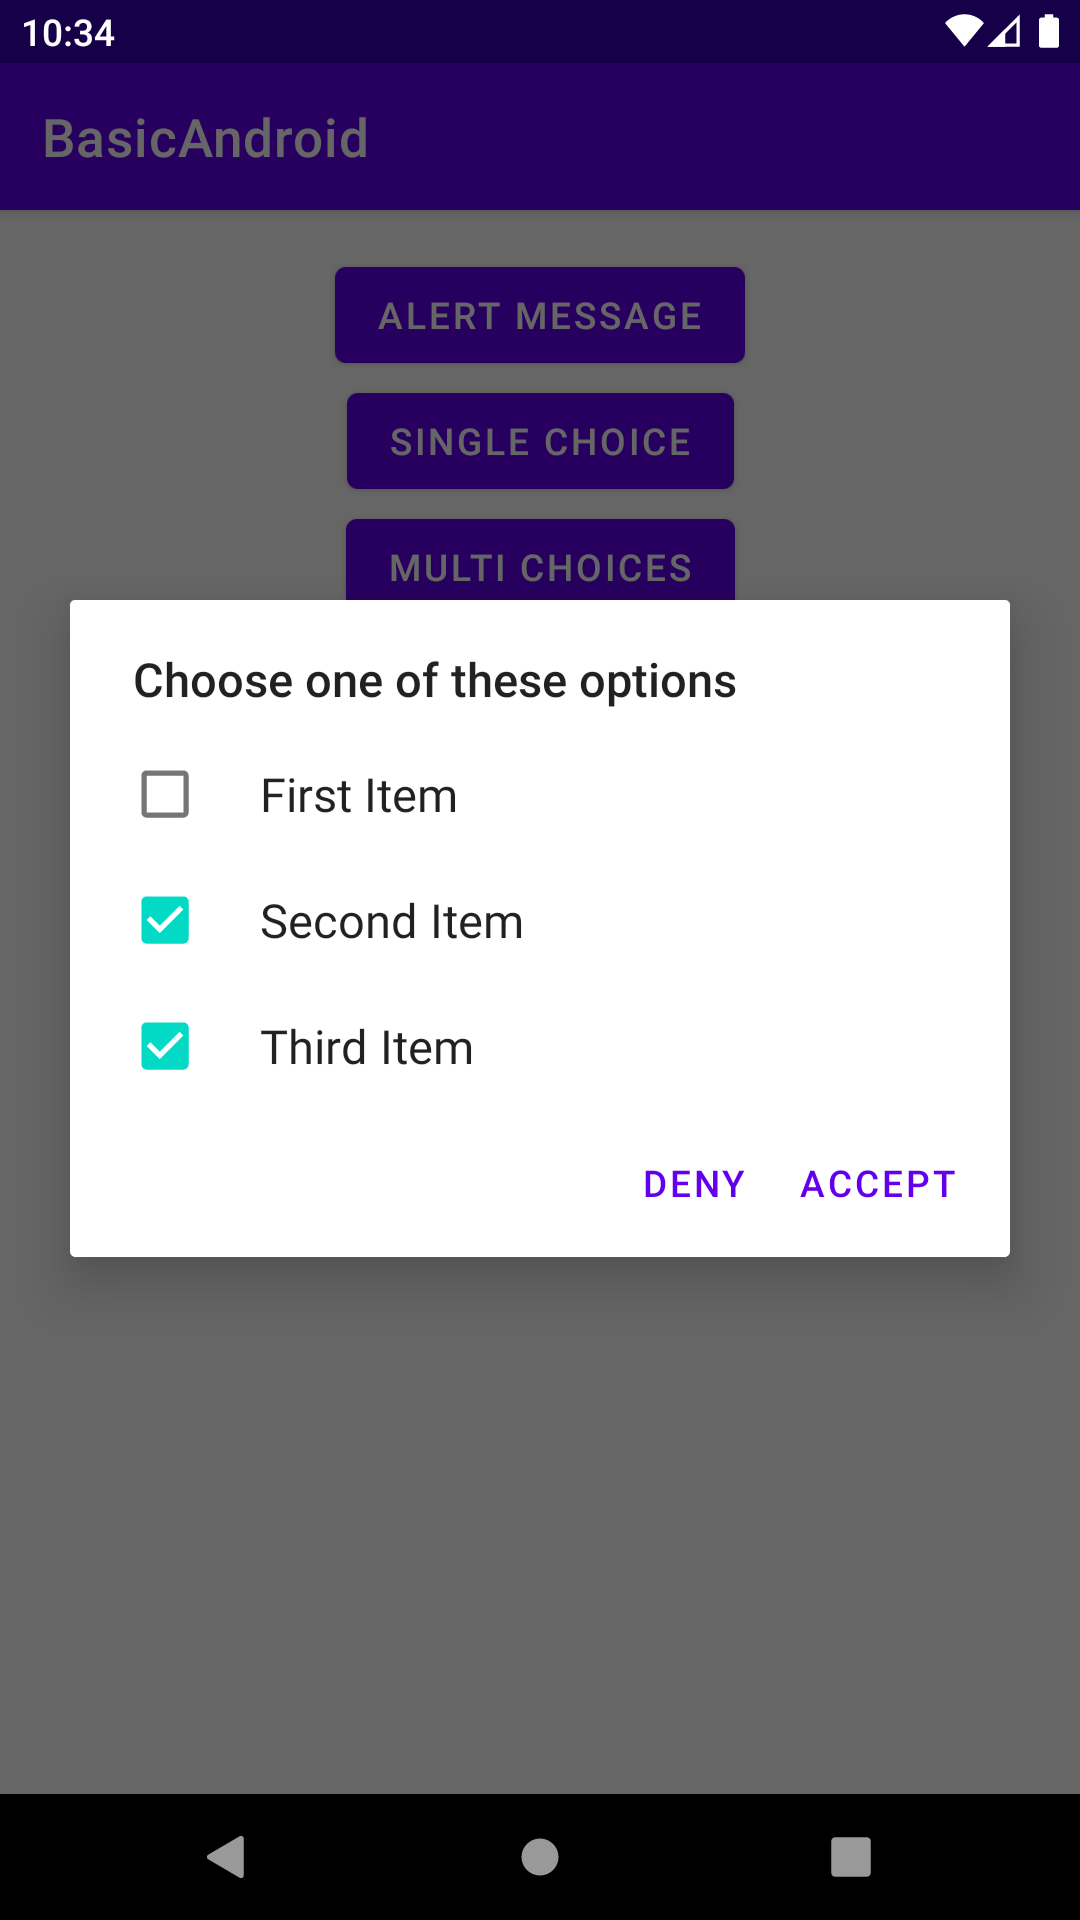 10:34
BasicAndroid
ALERT MESSAGE
SINGLE CHOICE
MULTI CHOICES
Choose one of these options
First Item
Second Item
Third Item
DENY ACCEPT